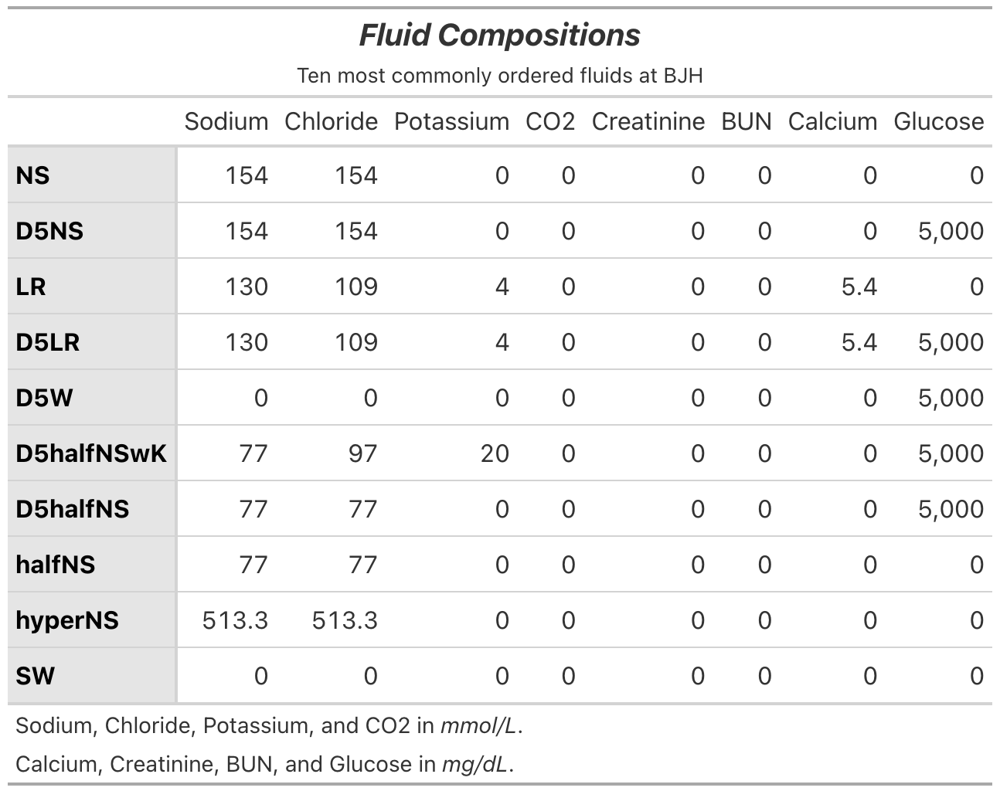 Fluid Compositions
Ten most commonly ordered fluids at BJH
Sodium Chloride Potassium CO2 Creatinine BUN Calcium Glucose
NS 154 154 0 0 0 0 0 0
D5NS 154 154 0 0 0 0 0 5,000
LR 130 109 4 0 0 0 5.4 0
D5LR 130 109 4 0 0 0 5.4 5,000
D5W 0 0 0 0 0 0 0 5,000
D5halfNSwK 77 97 20 0 0 0 0 5,000
D5halfNS 77 77 0 0 0 0 0 5,000
halfNS 77 77 0 0 0 0 0 0
hyperNS 513.3 513.3 0 0 0 0 0 0
SW 0 0 0 0 0 0 0 0
Sodium, Chloride, Potassium, and CO2 in mmol/L.
Calcium, Creatinine, BUN, and Glucose in mg/dL.